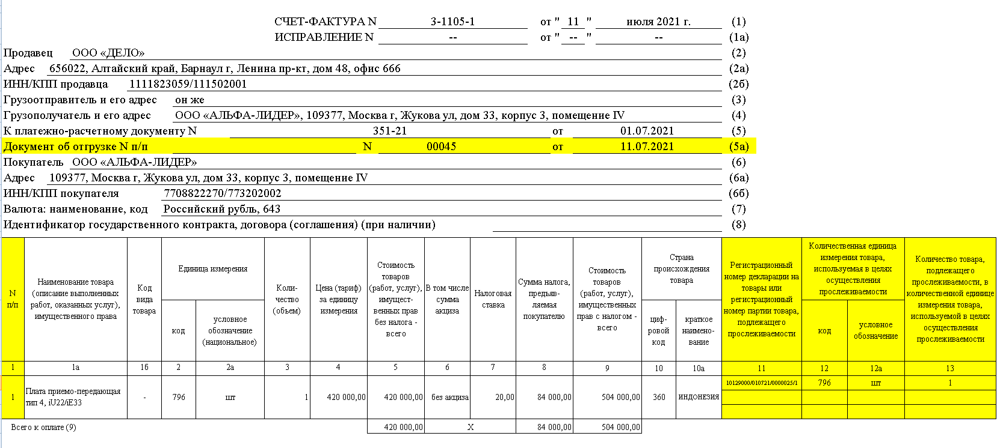 СЧЕТ-ФАКТУРА N 3-1105-1 от " 11 " июля 2021 г. (1)
ИСПРАВЛЕНИЕ N -- от " -- " -- (1а)
Продавец ООО «ДЕЛО» (2)
Адрес 656022, Алтайский край, Барнаул г, Ленина пр-кт, дом 48, офис 666 (2а)
ИНН/КПП продавца 1111823059/111502001 (2б)
Грузоотправитель и его адрес он же (3)
Грузополучатель и его адрес ООО «АЛЬФА-ЛИДЕР», 109377, Москва г, Жукова ул, дом 33, корпус 3, помещение IV (4)
К платежно-расчетному документу N 351-21 от 01.07.2021 (5)
Документ об отгрузке N п/п N 00045 от 11.07.2021 (5а)
Покупатель ООО «АЛЬФА-ЛИДЕР» (6)
Адрес 109377, Москва г, Жукова ул, дом 33, корпус 3, помещение IV (6а)
ИНН/КПП покупателя 7708822270/773202002 (6б)
Валюта: наименование, код Российский рубль, 643 (7)
Идентификатор государственного контракта, договора (соглашения) (при наличии) (8)
N
п/п
Наименование товара
(описание выполненных
работ, оказанных услуг),
имущественного права
Код
вида
товара
Единица измерения
код
условное
обозначение
(национальное)
Коли-
чество
(объем)
Цена (тариф)
за единицу
измерения
Стоимость
товаров
(работ, услуг),
имущест-
венных прав
без налога -
всего
В том числе
сумма
акциза
Налоговая
ставка
Сумма налога,
предъяв-
ляемая
покупателю
Стоимость
товаров
(работ, услуг),
имущественных
прав с налогом -
всего
Страна
происхождения
товара
циф-
ровой
код
краткое
наимено-
вание
Регистрационный
номер декларации на
товары или
регистрационный
номер партии товара,
подлежащего
прослеживаемости
Количественная единица
измерения товара,
используемая в целях
осуществления
прослеживаемости
код
условное
обозначение
Количество товара,
подлежащего
прослеживаемости, в
количественной единице
измерения товара,
используемой в целях
осуществления
прослеживаемости
1 1а 1б 2 2а 3 4 5 6 7 8 9 10 10а 11 12 12а 13
1 Плата приемо-передающая
тип 4, iU22/iE33
- 796 шт 1 420 000,00 420 000,00 без акциза 20,00 84 000,00 504 000,00 360 ИНДОНЕЗИЯ 10129000/010721/0000025/1 796 шт 1
Всего к оплате (9) 420 000,00 Х 84 000,00 504 000,00